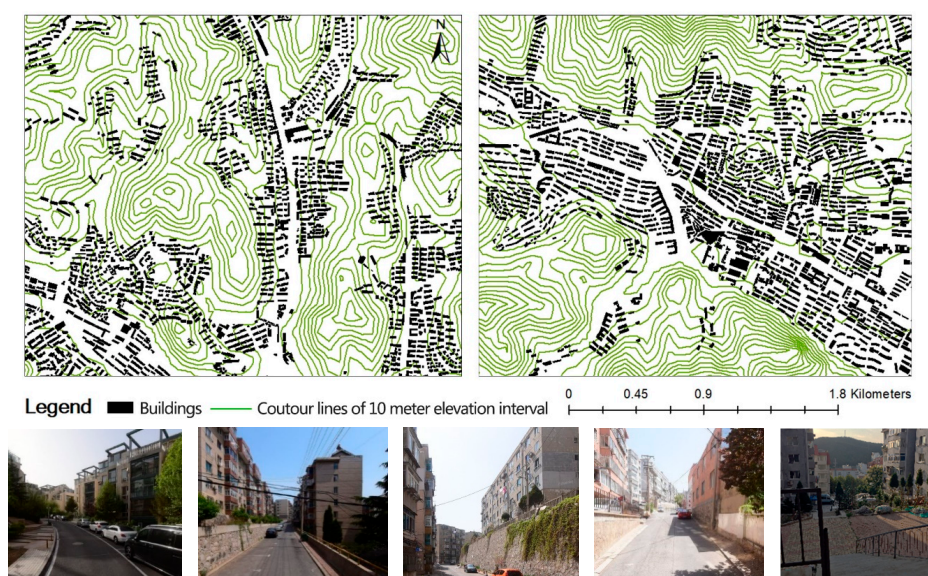 N
Legend Buildings Coutour lines of 10 meter elevation interval
0 0.45 0.9 1.8 Kilometers